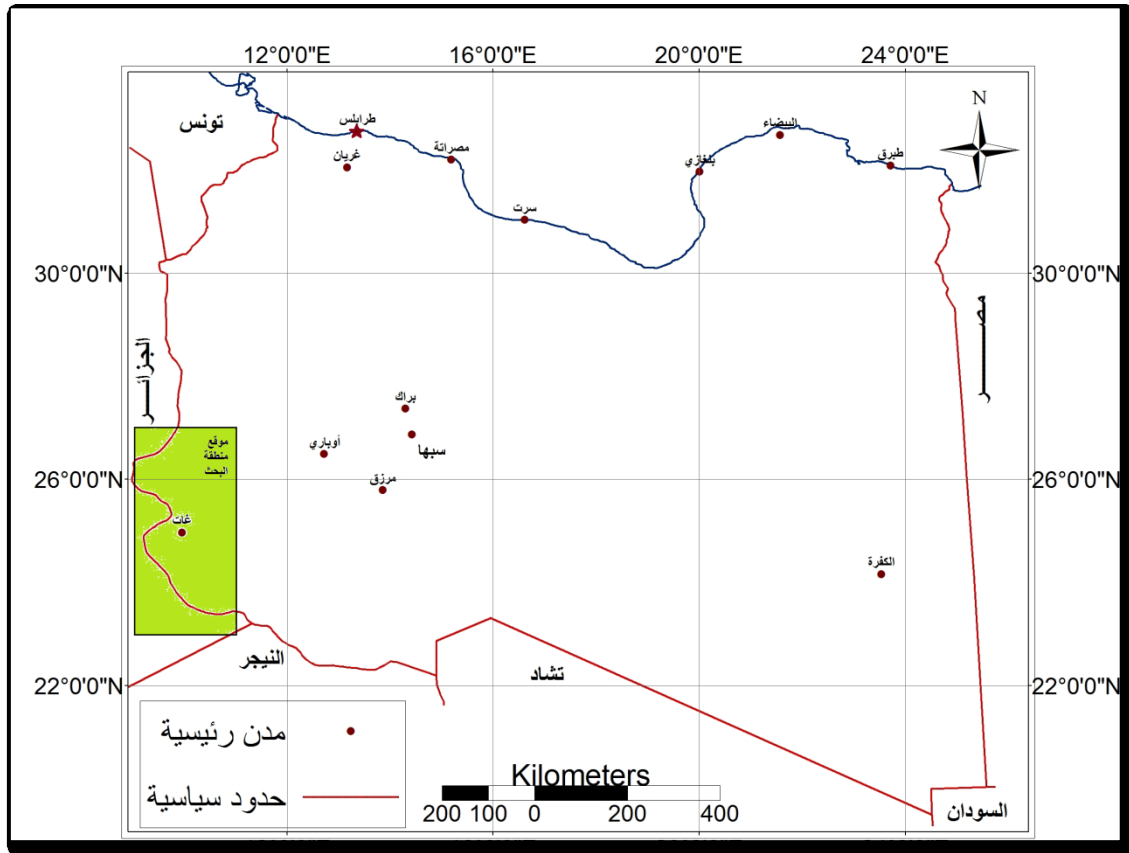 12°0'0"E
16°0'0"E
20°0'0"E
24°0'0"E
N
تونس
طرابلس
غريان
مصراتة
سرت
بنغازي
البيضاء
طبرق
30°0'0"N
30°0'0"N
الجزائـــر
مصـــــــر
براك
سبها
أوباري
مرزق
موقع
منطقة
البحث
26°0'0"N
26°0'0"N
غات
الكفرة
النيجر
تشاد
22°0'0"N
22°0'0"N
مدن رئيسية
حدود سياسية
Kilometers
200 100 0 200 400
السودان